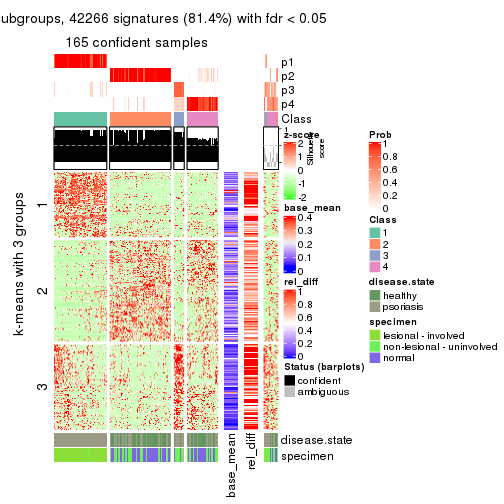 ubgroups, 42266 signatures (81.4%) with fdr < 0.05
165 confident samples
p1
p2
p3
p4
Class
1
Silhouette
score
k-means with 3 groups
1
2
3
base_mean
rel_diff
disease.state
specimen
z-score
2
1
0
-1
-2
base_mean
0.4
0.3
0.2
0.1
0
rel_diff
1
0.8
0.6
0.4
0.2
0
Status (barplots)
confident
ambiguous
Prob
1
0.8
0.6
0.4
0.2
0
Class
1
2
3
4
disease.state
healthy
psoriasis
specimen
lesional - involved
non-lesional - uninvolved
normal